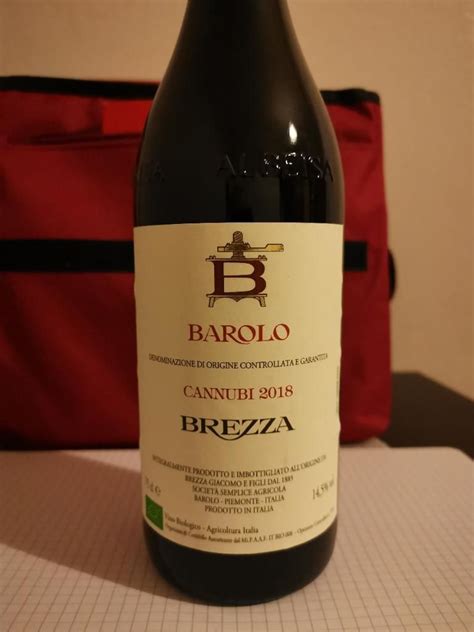 ALBEISA
B
BAROLO
DENOMINAZIONE DI ORIGINE CONTROLLATA E GARANTITA
CANNUBI 2018
BREZZA
INTEGRALMENTE PRODOTTO E IMBOTTIGLIATO ALL'ORIGINE DA
BREZZA GIACOMO E FIGLI DAL 1885
SOCIETÀ SEMPLICE AGRICOLA
BAROLO - PIEMONTE - ITALIA
PRODOTTO IN ITALIA
14,5% vol
Vino Biologico - Agricoltura Italia